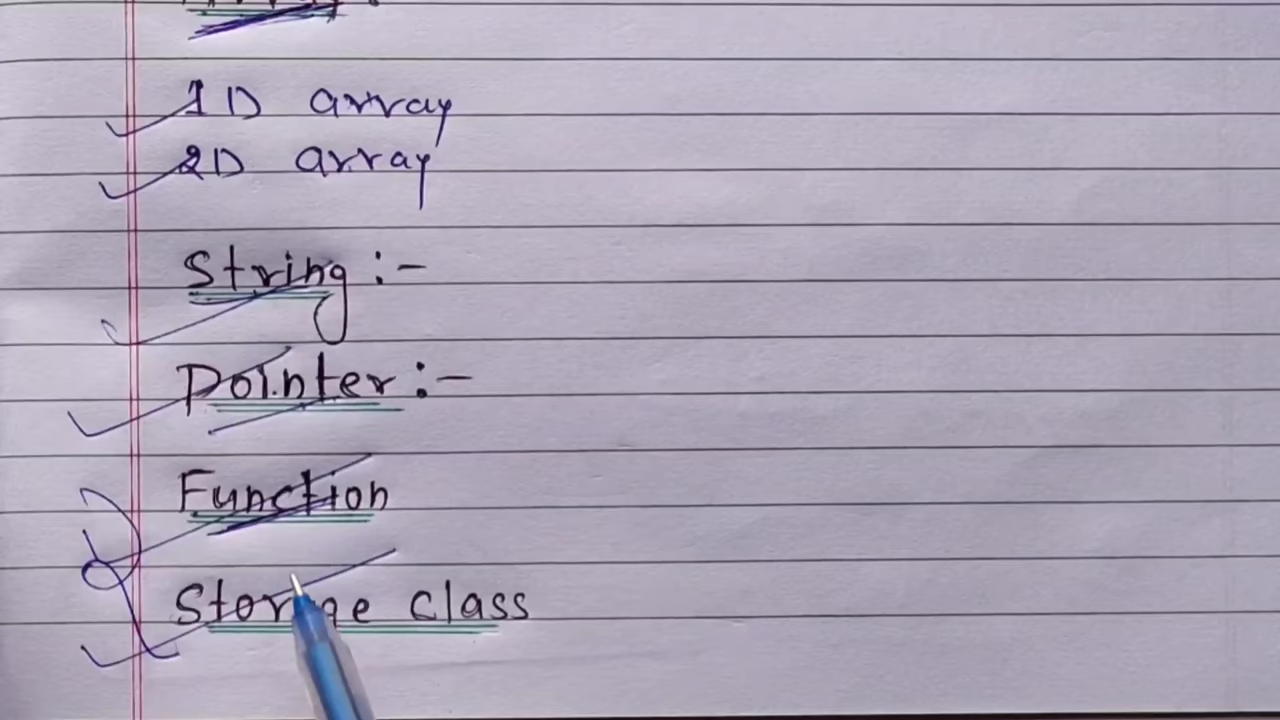 1D array
2D array
String :-
Pointer :-
Function
Storage class